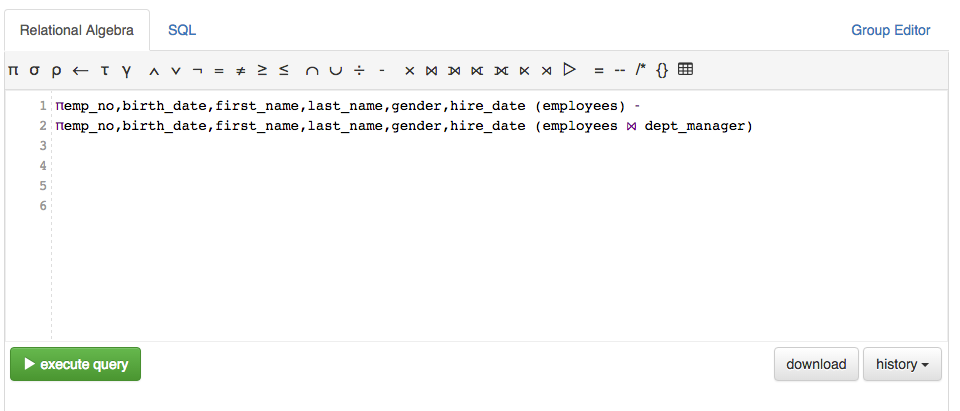 Relational Algebra SQL Group Editor
π σ ρ ← τ γ ∧ ∨ ¬ = ≠ ≥ ≤ ∩ ∪ ÷ - × ⋈ ⟕ ⟖ ⟗ ⋉ ⋊ ▷ = -- /* {}
1 πemp_no,birth_date,first_name,last_name,gender,hire_date (employees) -
2 πemp_no,birth_date,first_name,last_name,gender,hire_date (employees ⋈ dept_manager)
3
4
5
6
execute query download history